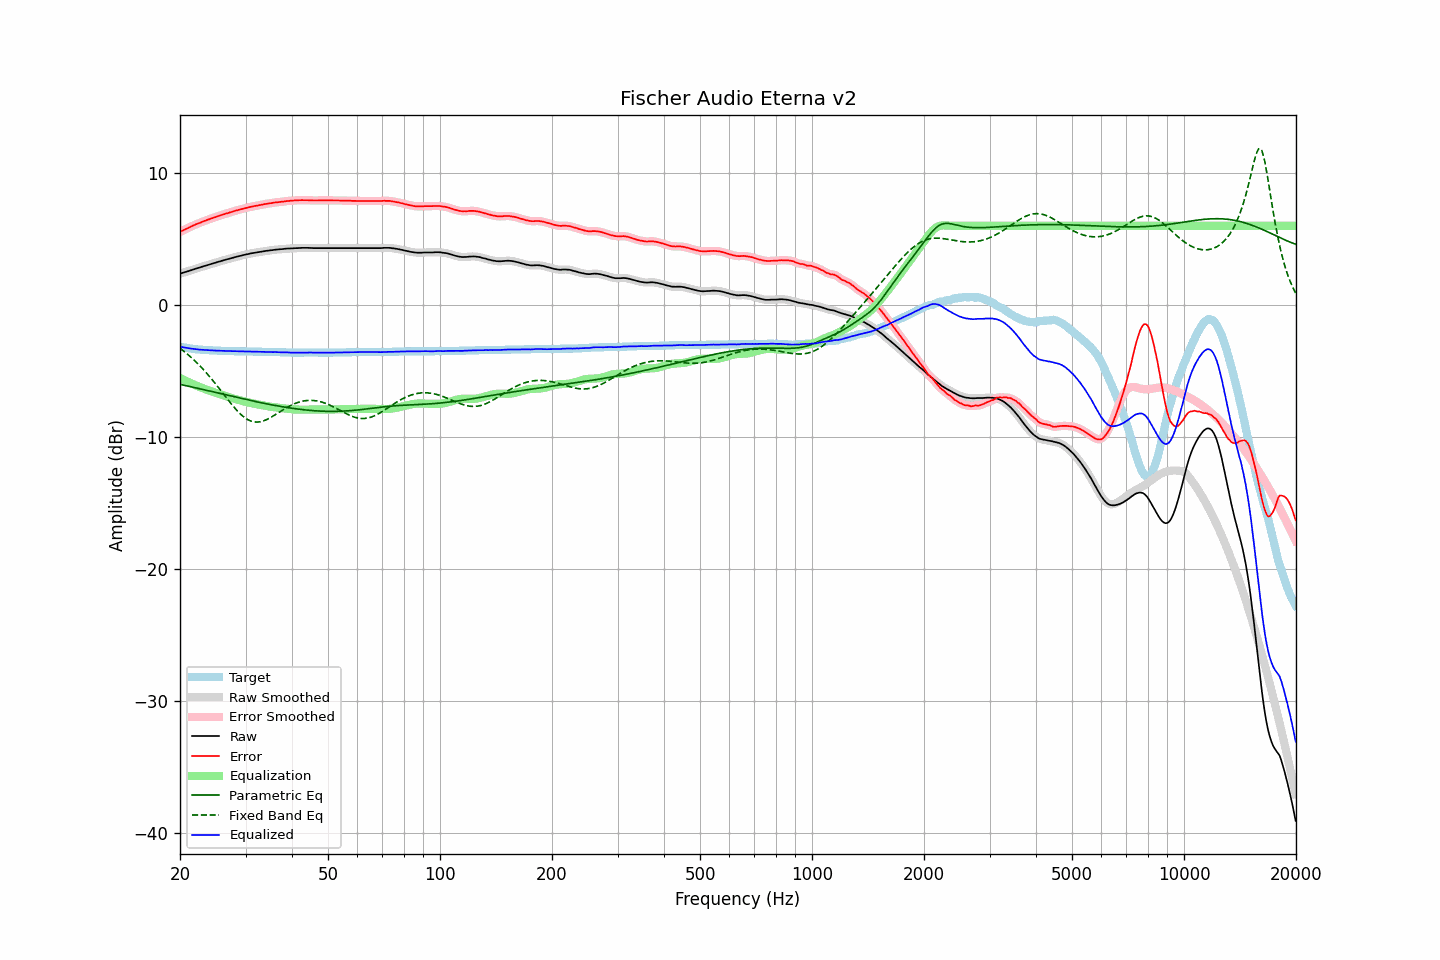 Fischer Audio Eterna v2
Amplitude (dBr)
10
0
−10
−20
−30
−40
Target
Raw Smoothed
Error Smoothed
Raw
Error
Equalization
Parametric Eq
Fixed Band Eq
Equalized
20 50 100 200 500 1000 2000 5000 10000 20000
Frequency (Hz)